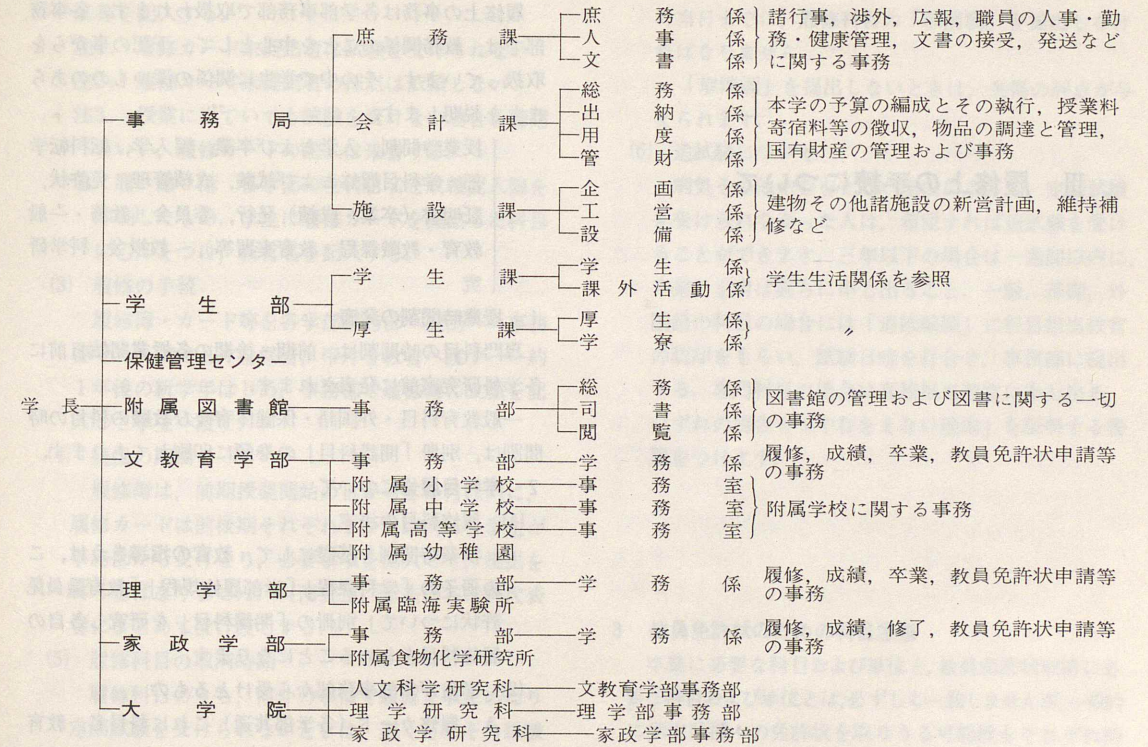 学長
事務局
庶務課
庶務係
人事係
文書係
諸行事，渉外，広報，職員の人事・勤
務・健康管理，文書の接受，発送など
に関する事務
会計課
総務係
出納係
用度係
管財係
本学の予算の編成とその執行，授業料
寄宿料等の徴収，物品の調達と管理，
国有財産の管理および事務
施設課
企画係
工営係
設備係
建物その他諸施設の新営計画，維持補
修など
学生部
学生課
学生係
課外活動係
学生生活関係を参照
厚生課
厚生係
学寮係
〃
保健管理センター
附属図書館
事務部
総務係
司書係
閲覧係
図書館の管理および図書に関する一切
の事務
文教育学部
事務部
学務係
履修，成績，卒業，教員免許状申請等
の事務
附属小学校
事務室
附属中学校
事務室
附属高等学校
事務室
附属学校に関する事務
附属幼稚園
理学部
事務部
学務係
履修，成績，卒業，教員免許状申請等
の事務
附属臨海実験所
家政学部
事務部
学務係
履修，成績，修了，教員免許状申請等
の事務
附属食物化学研究所
大学院
人文科学研究科
文教育学部事務部
理学研究科
理学部事務部
家政学研究科
家政学部事務部